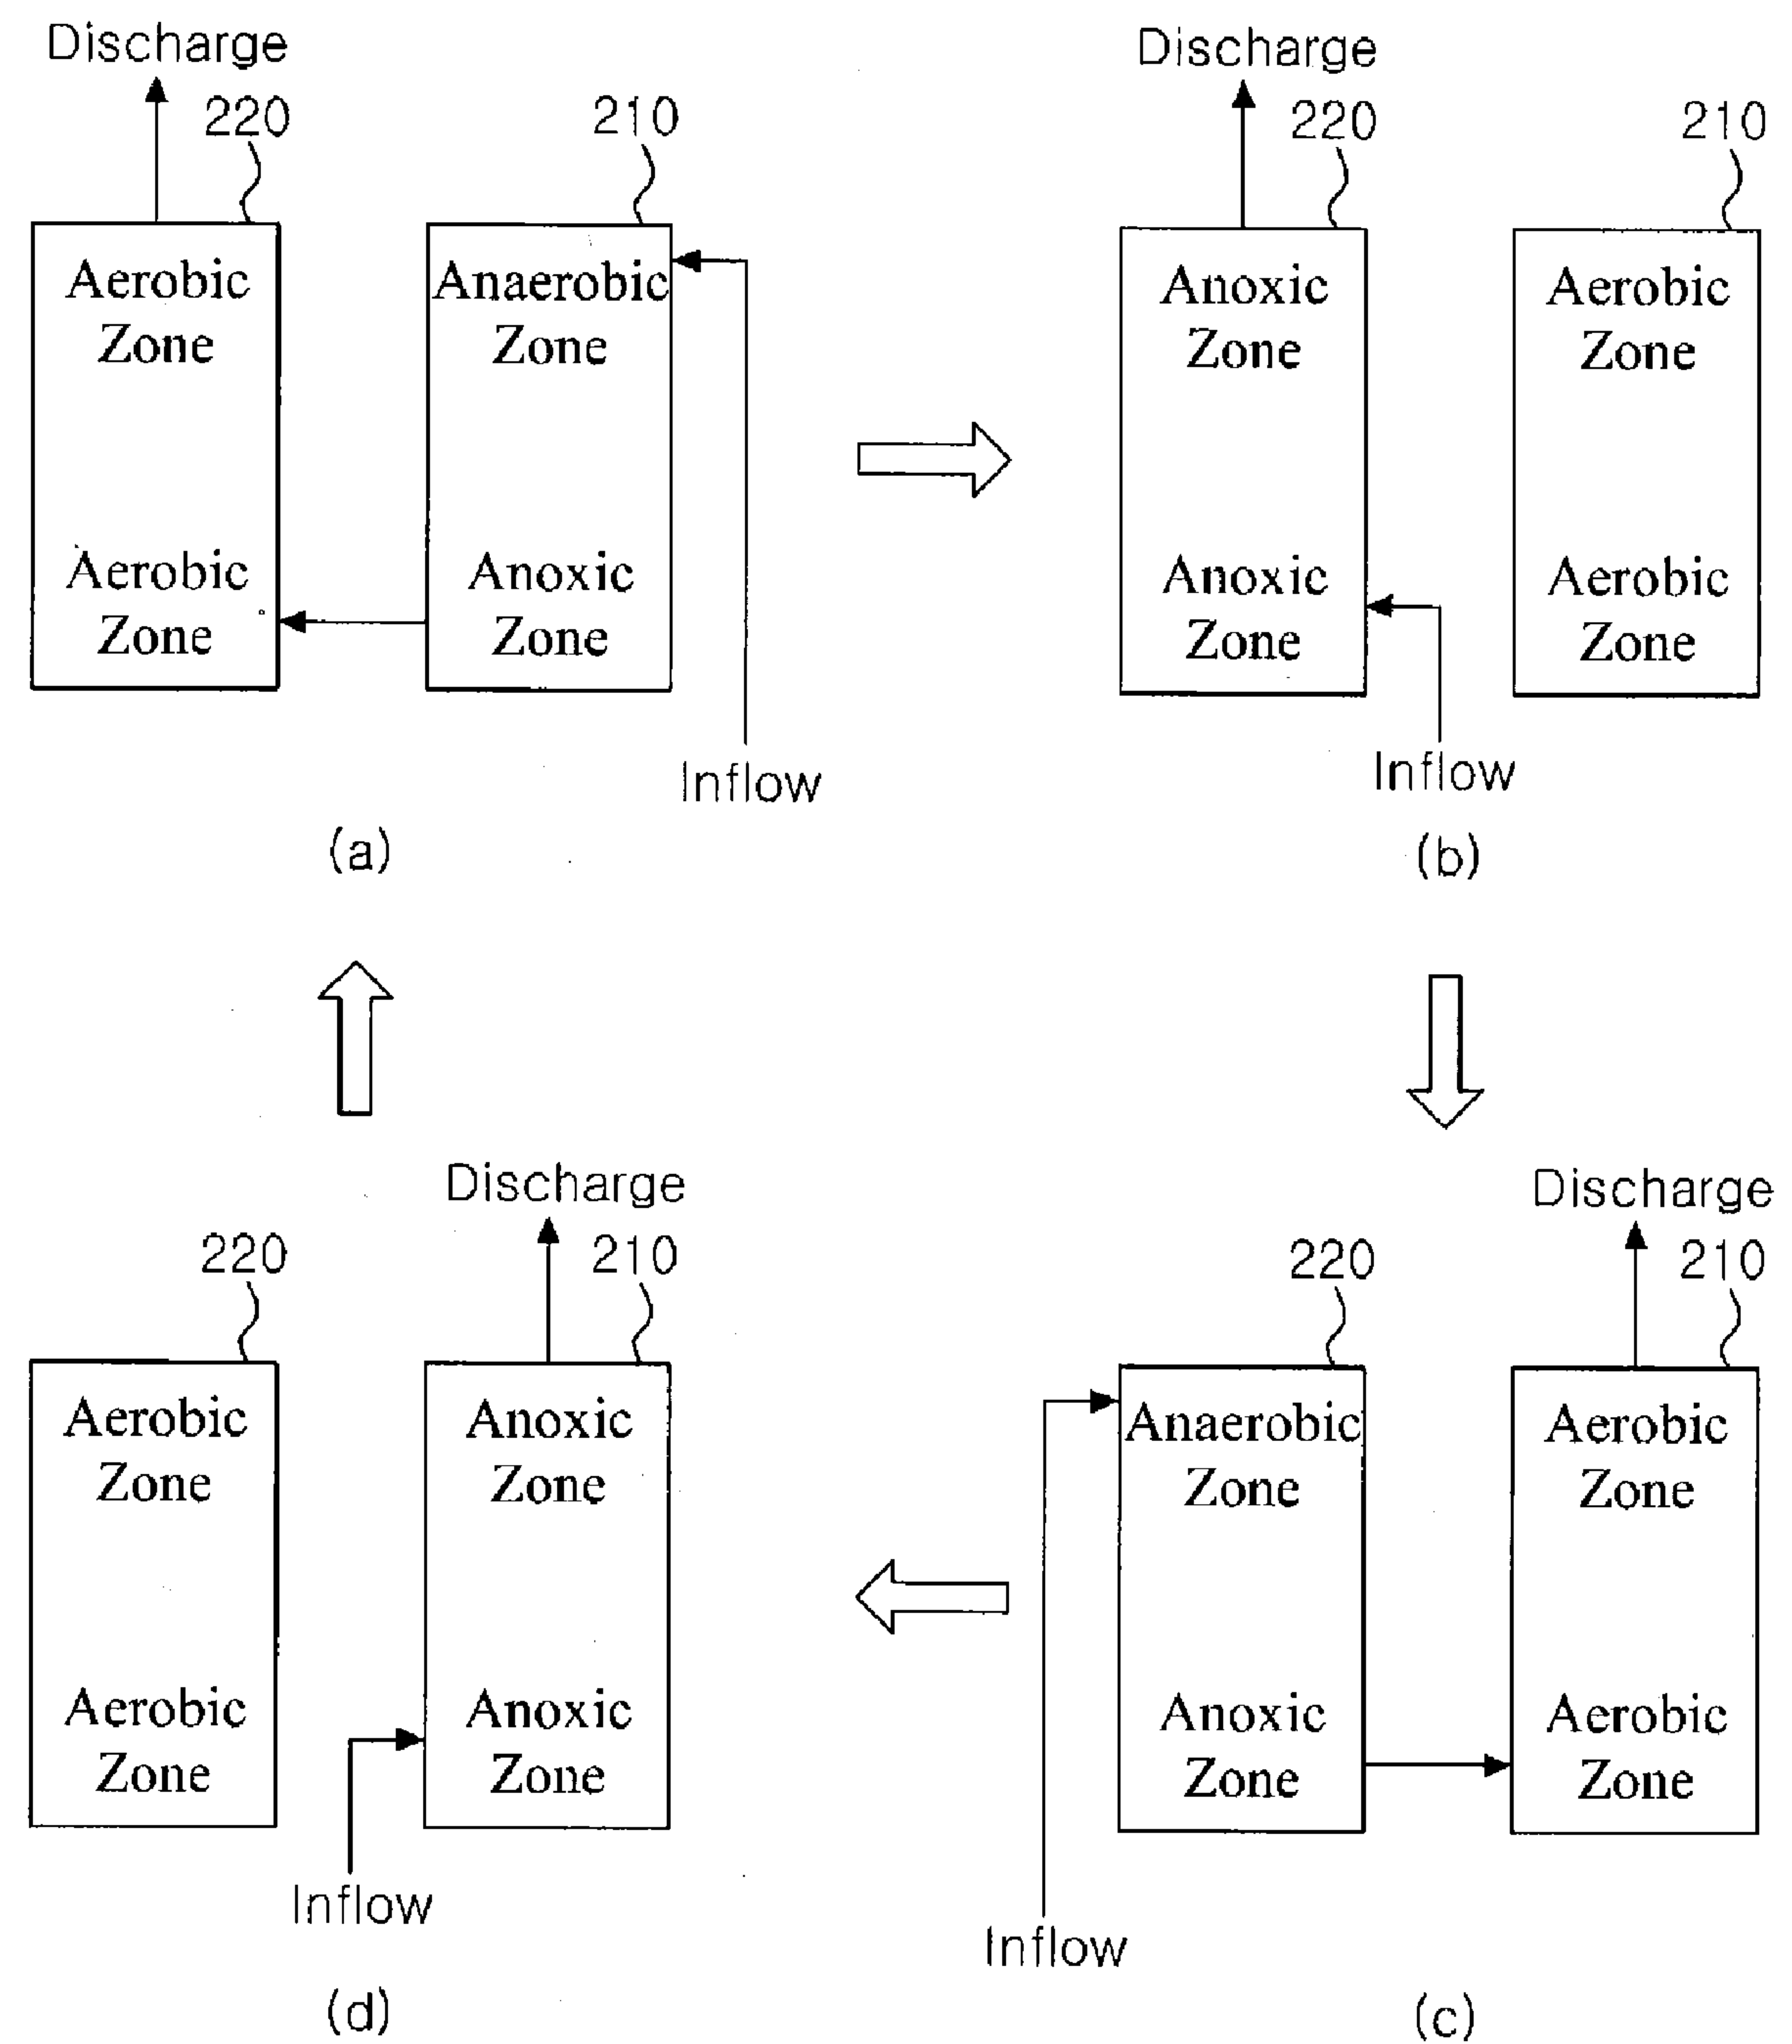 Discharge
220
210
Aerobic
Zone
Anaerobic
Zone
Aerobic
Zone
Anoxic
Zone
Inflow
(a)
Discharge
220
210
Anoxic
Zone
Aerobic
Zone
Anoxic
Zone
Aerobic
Zone
Inflow
(b)
Discharge
220
210
Aerobic
Zone
Anoxic
Zone
Aerobic
Zone
Anoxic
Zone
Inflow
(d)
Discharge
220
210
Anaerobic
Zone
Aerobic
Zone
Anoxic
Zone
Aerobic
Zone
Inflow
(c)